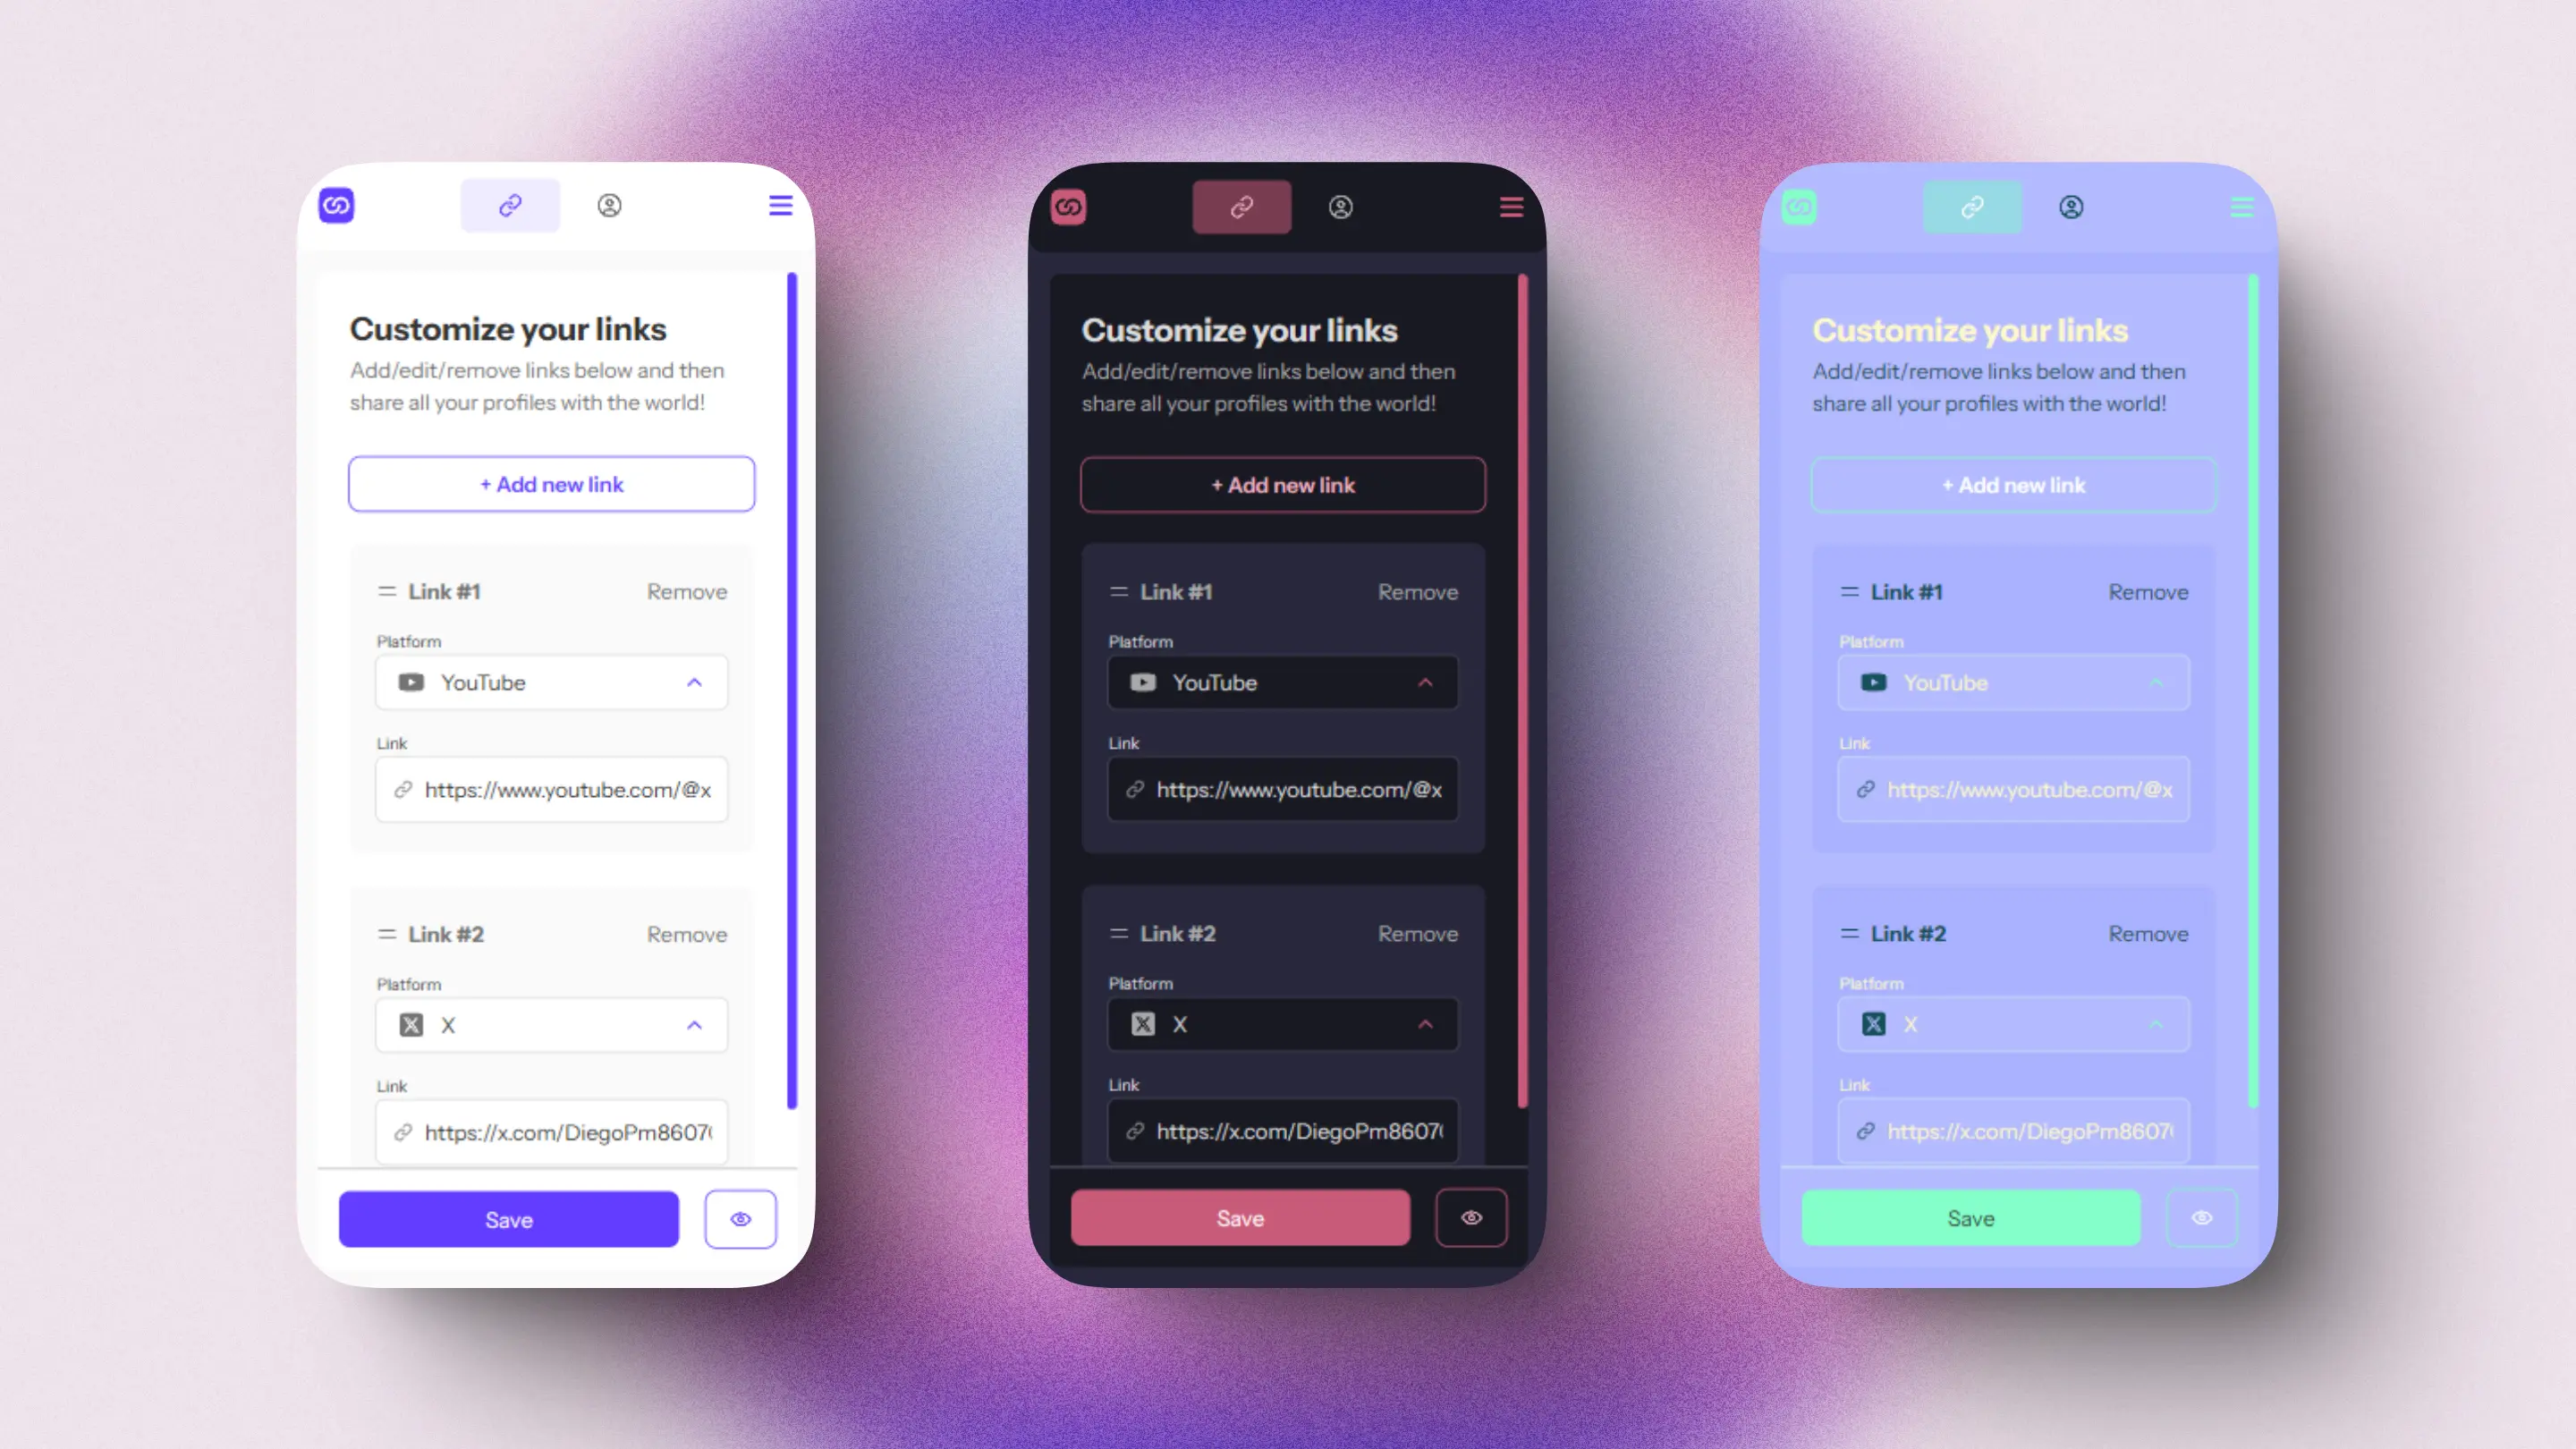 Customize your links
Add/edit/remove links below and then
share all your profiles with the world!
+ Add new link
Link #1
Remove
Platform
YouTube
Link
https://www.youtube.com/@x
Link #2
Remove
Platform
X
Link
https://x.com/DiegoPm8607
Save
Customize your links
Add/edit/remove links below and then
share all your profiles with the world!
+ Add new link
Link #1
Remove
Platform
YouTube
Link
https://www.youtube.com/@x
Link #2
Remove
Platform
X
Link
https://x.com/DiegoPm8607
Save
Customize your links
Add/edit/remove links below and then
share all your profiles with the world!
+ Add new link
Link #1
Remove
Platform
YouTube
Link
https://www.youtube.com/@x
Link #2
Remove
Platform
X
Link
https://x.com/DiegoPm8607
Save